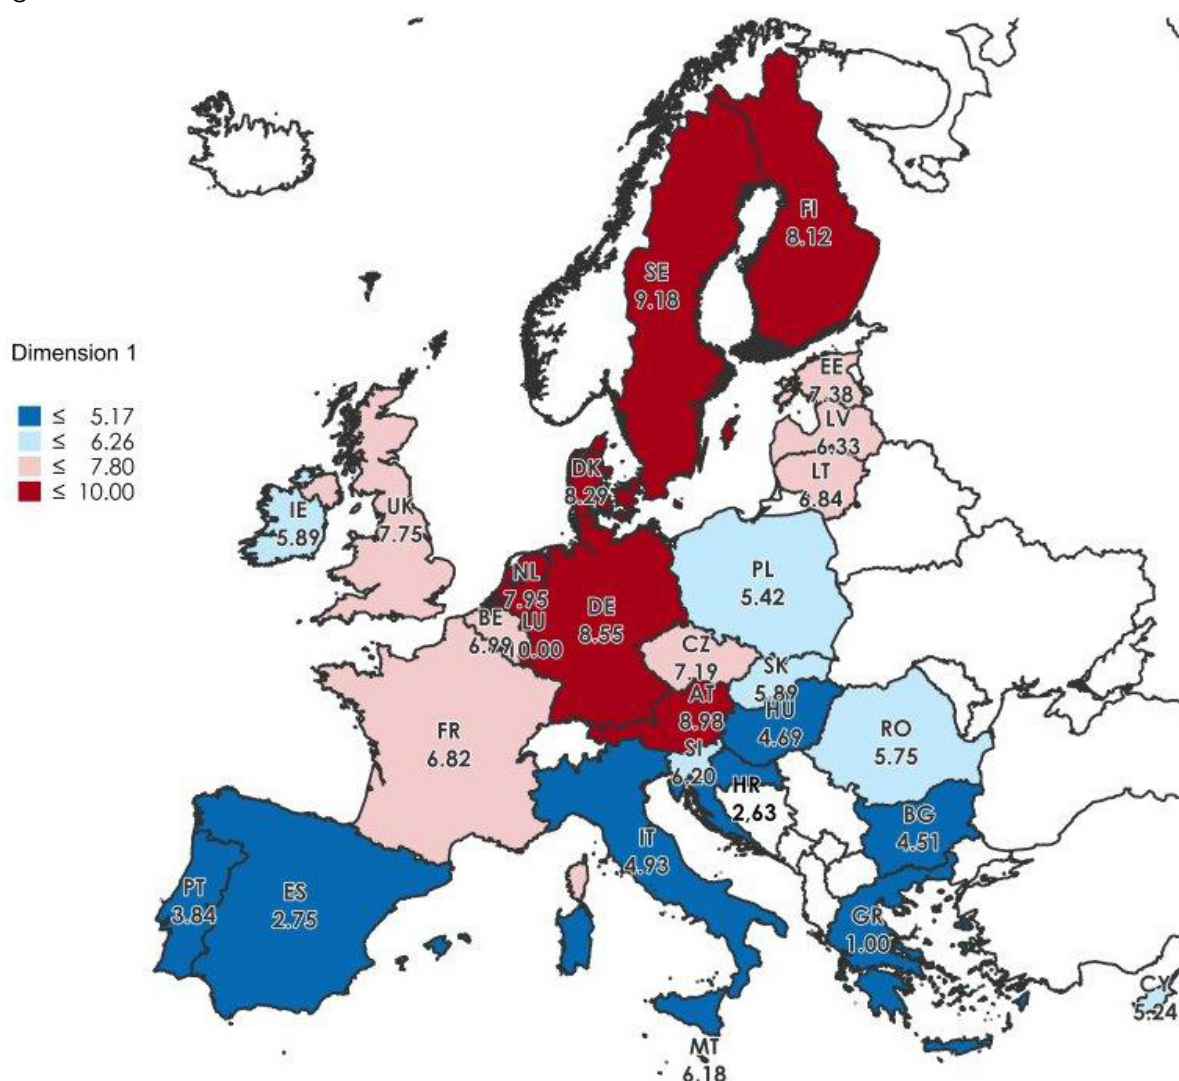 Dimension 1
≤ 5.17
≤ 6.26
≤ 7.80
≤ 10.00
FI
8.12
SE
9.18
EE
7.38
LV
6.33
LT
6.84
DK
8.29
IE
5.89
UK
7.75
NL
7.95
BE
6.99
LU
10.00
DE
8.55
PL
5.42
CZ
7.19
SK
5.89
AT
8.98
HU
4.69
SI
6.20
FR
6.82
RO
5.75
HR
2,63
BG
4.51
IT
4.93
PT
3.84
ES
2.75
GR
1.00
CY
5.24
MT
6.18